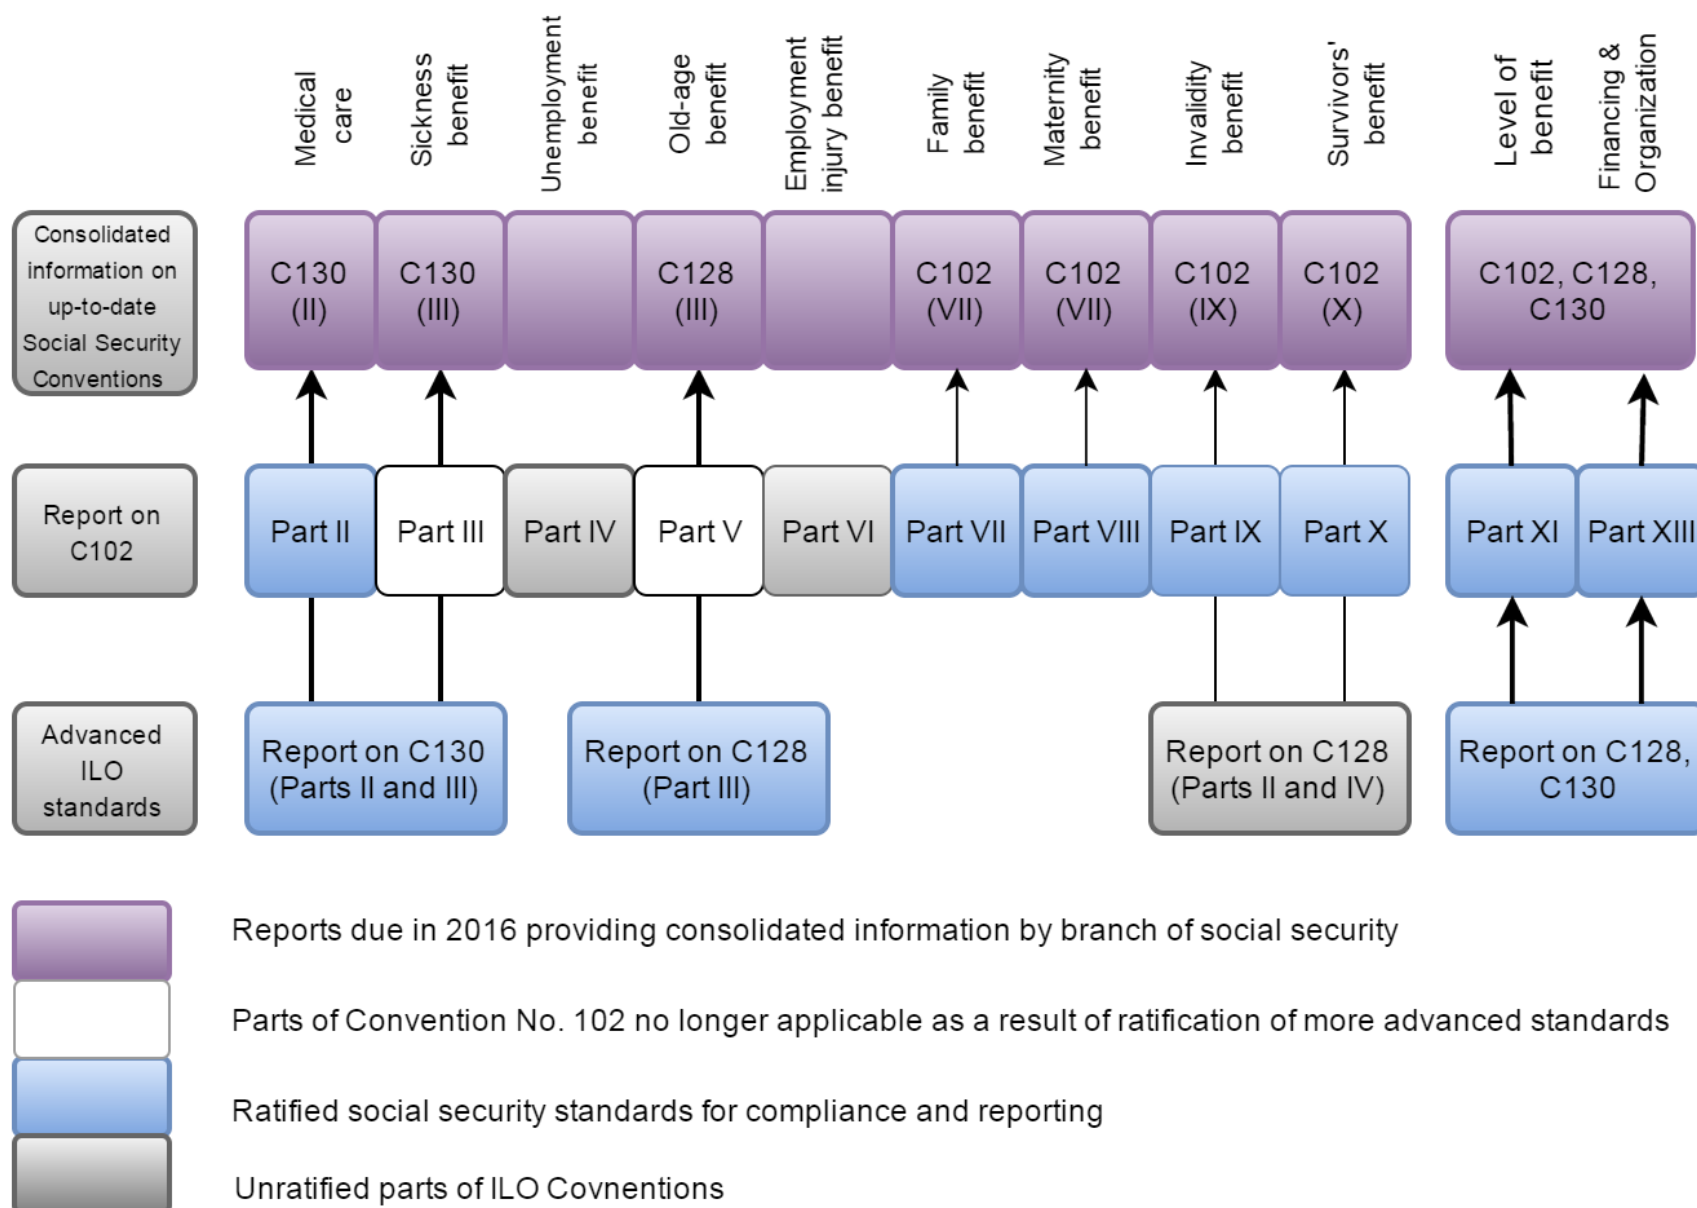 Medical
care
Sickness
benefit
Unemployment
benefit
Old-age
benefit
Employment
injury benefit
Family
benefit
Maternity
benefit
Invalidity
benefit
Survivors'
benefit
Level of
benefit
Financing &
Organization
Consolidated
information on
up-to-date
Social Security
Conventions
C130
(II)
C130
(III)
C128
(III)
C102
(VII)
C102
(VII)
C102
(IX)
C102
(X)
C102, C128,
C130
Report on
C102
Part II
Part III
Part IV
Part V
Part VI
Part VII
Part VIII
Part IX
Part X
Part XI
Part XIII
Advanced
ILO
standards
Report on C130
(Parts II and III)
Report on C128
(Part III)
Report on C128
(Parts II and IV)
Report on C128,
C130
Reports due in 2016 providing consolidated information by branch of social security
Parts of Convention No. 102 no longer applicable as a result of ratification of more advanced standards
Ratified social security standards for compliance and reporting
Unratified parts of ILO Covnentions